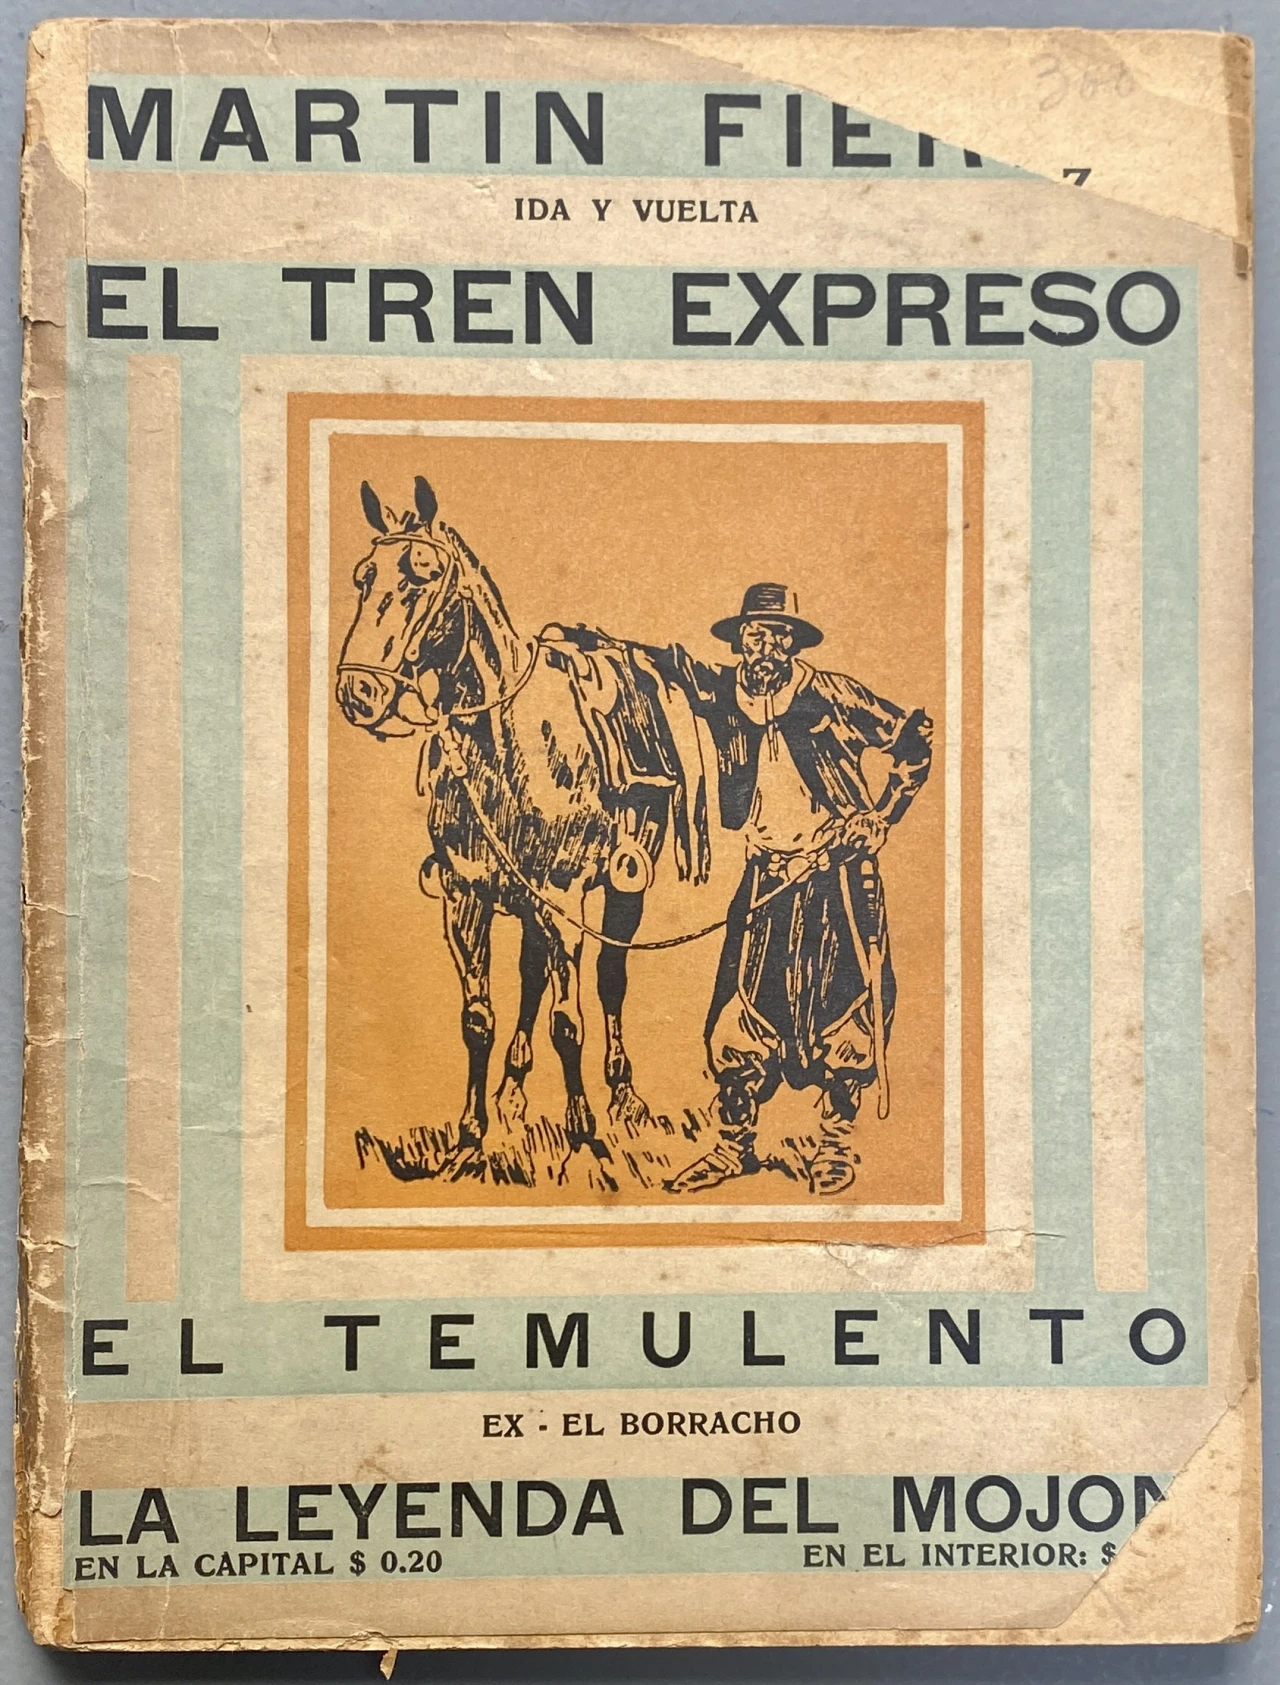 300
MARTIN FIER
Z
IDA Y VUELTA
EL TREN EXPRESO
EL TEMULENTO
EX - EL BORRACHO
LA LEYENDA DEL MOJON
EN LA CAPITAL $ 0.20 EN EL INTERIOR: $